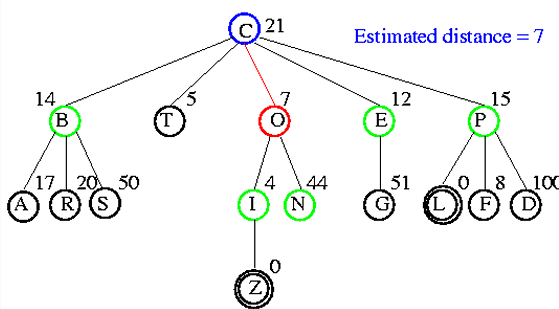 C 21
Estimated distance = 7
14 B
T 5
O 7
E 12
P 15
A 17
R 20
S 50
I 4
N 44
G 51
L 0
F 8
D 100
Z 0